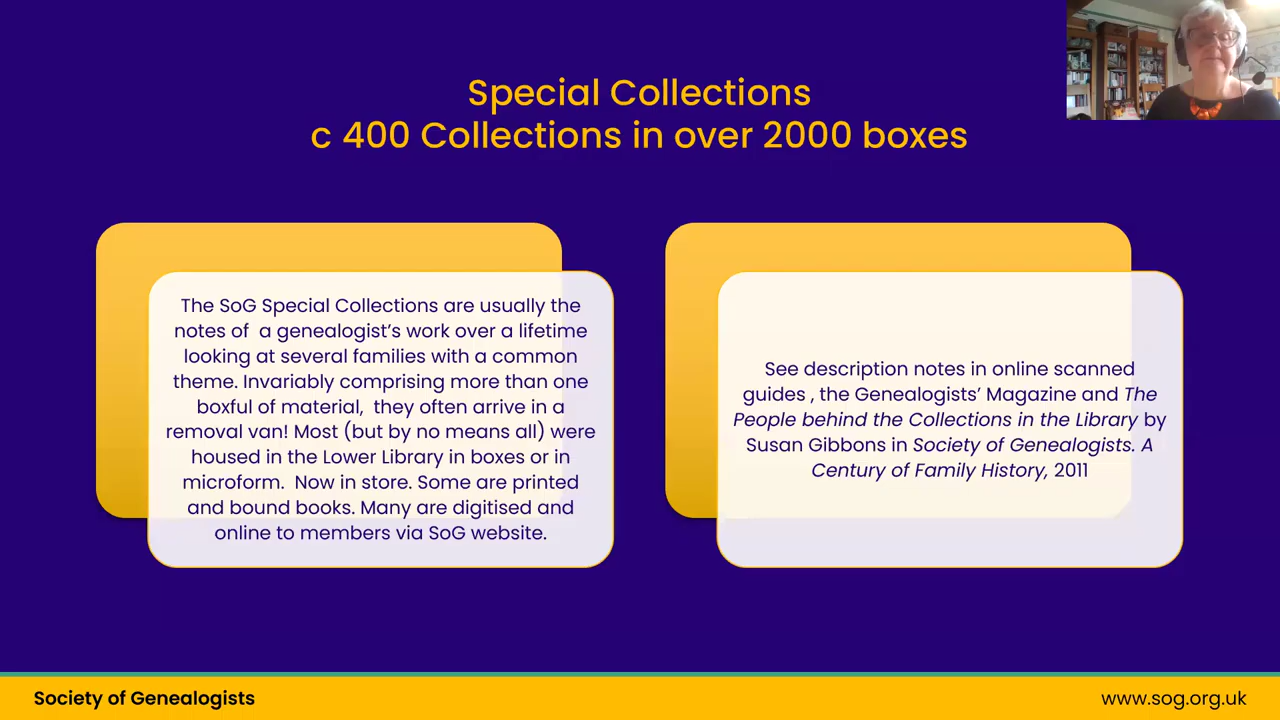 Special Collections
c 400 Collections in over 2000 boxes
The SoG Special Collections are usually the
notes of  a genealogist’s work over a lifetime
looking at several families with a common
theme. Invariably comprising more than one
boxful of material,  they often arrive in a
removal van! Most (but by no means all) were
housed in the Lower Library in boxes or in
microform.  Now in store. Some are printed
and bound books. Many are digitised and
online to members via SoG website.
See description notes in online scanned
guides , the Genealogists’ Magazine and The
People behind the Collections in the Library by
Susan Gibbons in Society of Genealogists. A
Century of Family History, 2011
Society of Genealogists
www.sog.org.uk